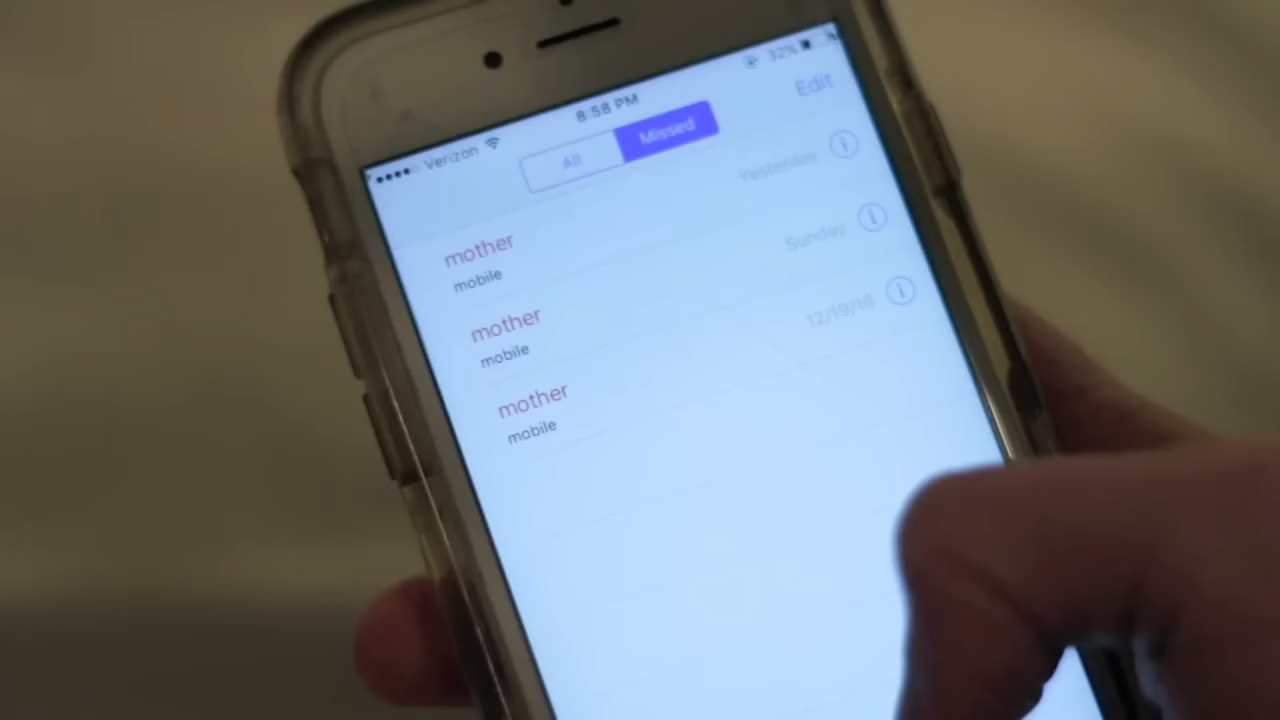 Verizon 8:58 PM 32%
All Missed Edit
mother Yesterday
mobile
mother Sunday
mobile
mother 12/19/18
mobile